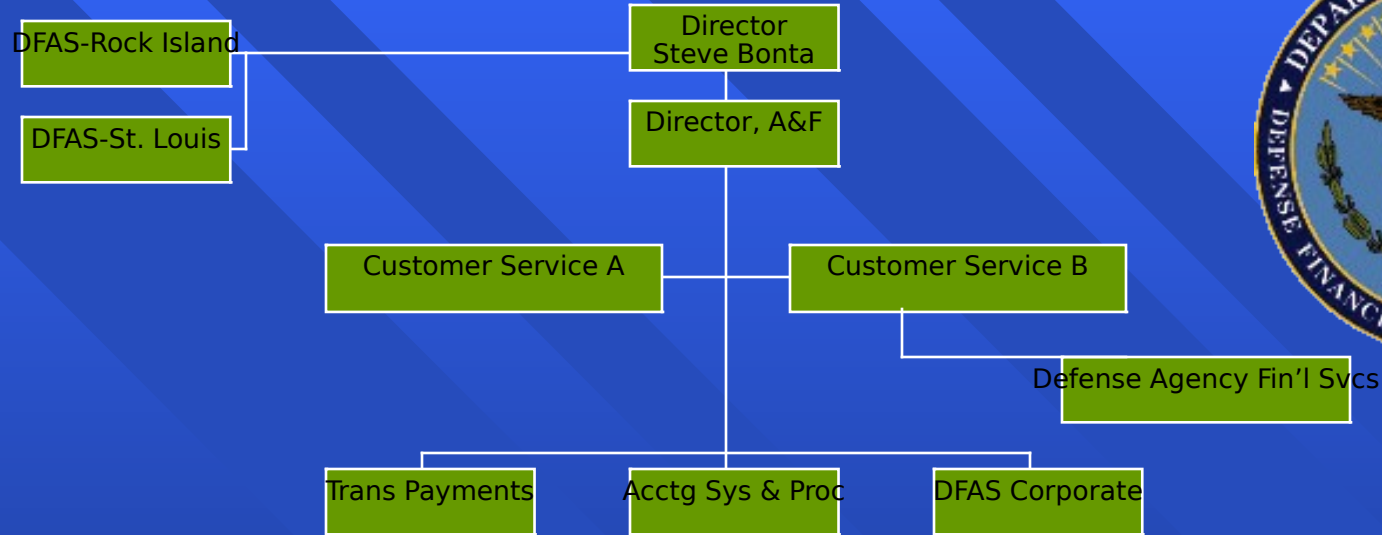 DFAS-Rock Island
Director
Steve Bonta
Director, A&F
DFAS-St. Louis
Customer Service A
Customer Service B
Defense Agency Fin’l Svcs
Trans Payments
Acctg Sys & Proc
DFAS Corporate
DEFENSE